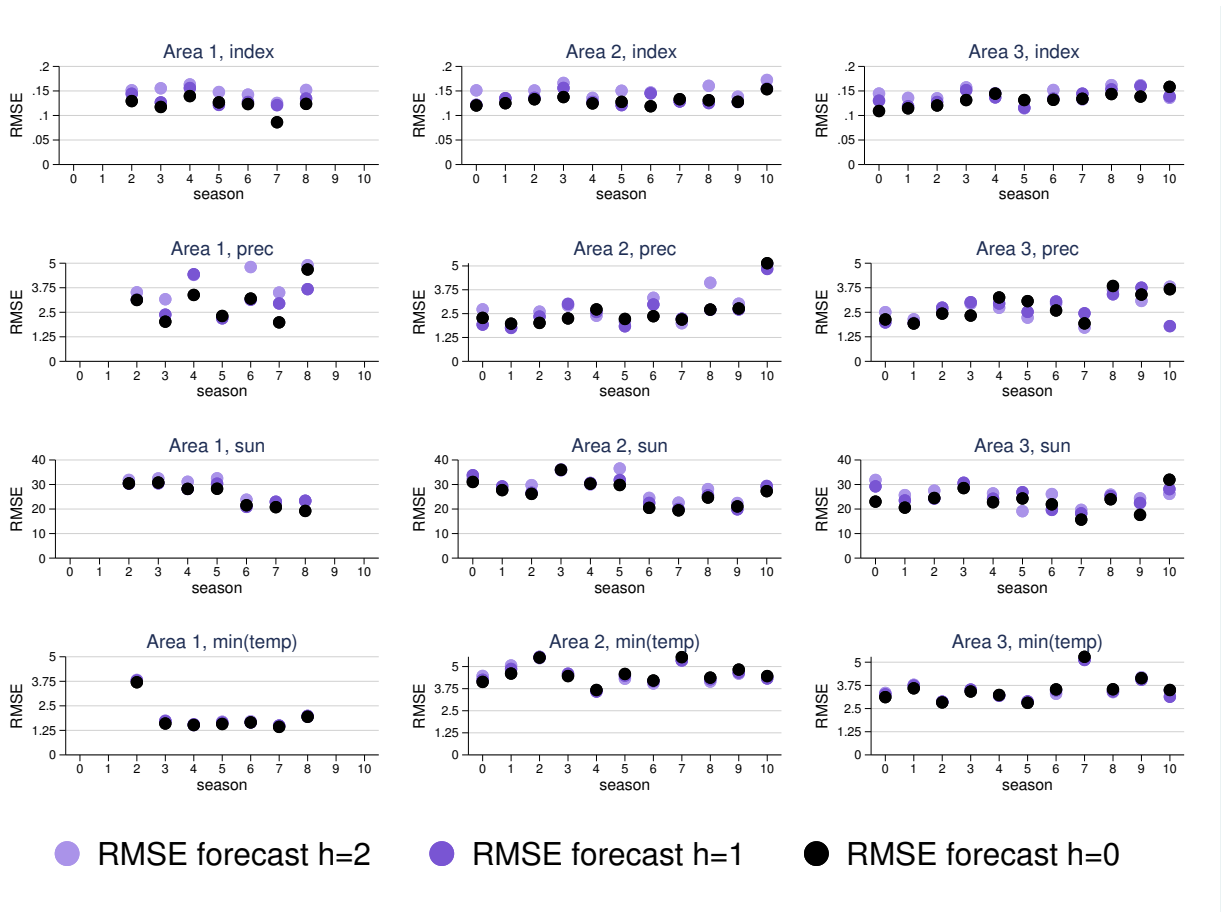 Area 1, index
RMSE
.2
.15
.1
.05
0
0 1 2 3 4 5 6 7 8 9 10
season
Area 2, index
RMSE
.2
.15
.1
.05
0
0 1 2 3 4 5 6 7 8 9 10
season
Area 3, index
RMSE
.2
.15
.1
.05
0
0 1 2 3 4 5 6 7 8 9 10
season
Area 1, prec
RMSE
5
3.75
2.5
1.25
0
0 1 2 3 4 5 6 7 8 9 10
season
Area 2, prec
RMSE
5
3.75
2.5
1.25
0
0 1 2 3 4 5 6 7 8 9 10
season
Area 3, prec
RMSE
5
3.75
2.5
1.25
0
0 1 2 3 4 5 6 7 8 9 10
season
Area 1, sun
RMSE
40
30
20
10
0
0 1 2 3 4 5 6 7 8 9 10
season
Area 2, sun
RMSE
40
30
20
10
0
0 1 2 3 4 5 6 7 8 9 10
season
Area 3, sun
RMSE
40
30
20
10
0
0 1 2 3 4 5 6 7 8 9 10
season
Area 1, min(temp)
RMSE
5
3.75
2.5
1.25
0
0 1 2 3 4 5 6 7 8 9 10
season
Area 2, min(temp)
RMSE
5
3.75
2.5
1.25
0
0 1 2 3 4 5 6 7 8 9 10
season
Area 3, min(temp)
RMSE
5
3.75
2.5
1.25
0
0 1 2 3 4 5 6 7 8 9 10
season
RMSE forecast h=2 RMSE forecast h=1 RMSE forecast h=0